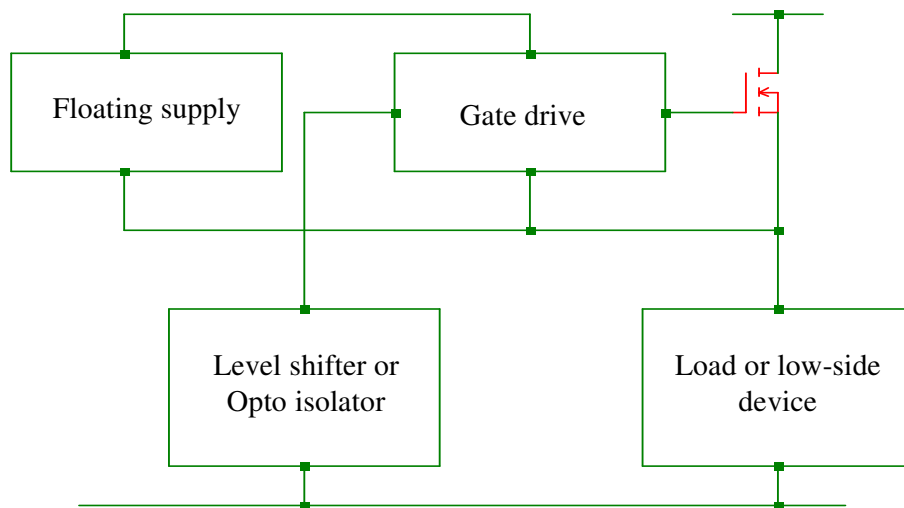 Floating supply
Gate drive
Level shifter or
Opto isolator
Load or low-side
device